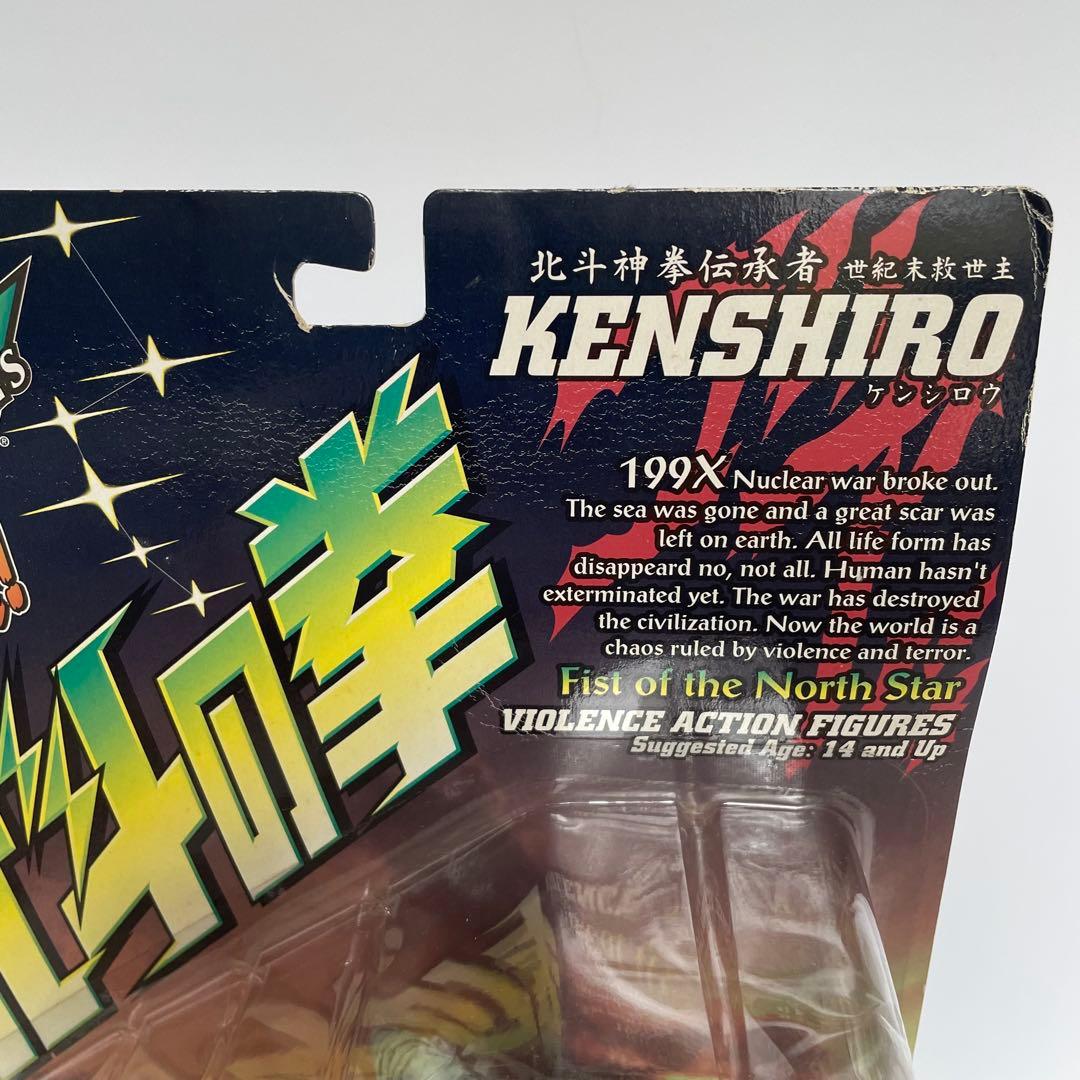 北斗神拳伝承者 世紀末救世主
KENSHIRO
ケンシロウ
199X Nuclear war broke out.
The sea was gone and a great scar was
left on earth. All life form has
disappeard no, not all. Human hasn't
exterminated yet. The war has destroyed
the civilization. Now the world is a
chaos ruled by violence and terror.
Fist of the North Star
VIOLENCE ACTION FIGURES
Suggested Age: 14 and Up
北斗の拳
S
®